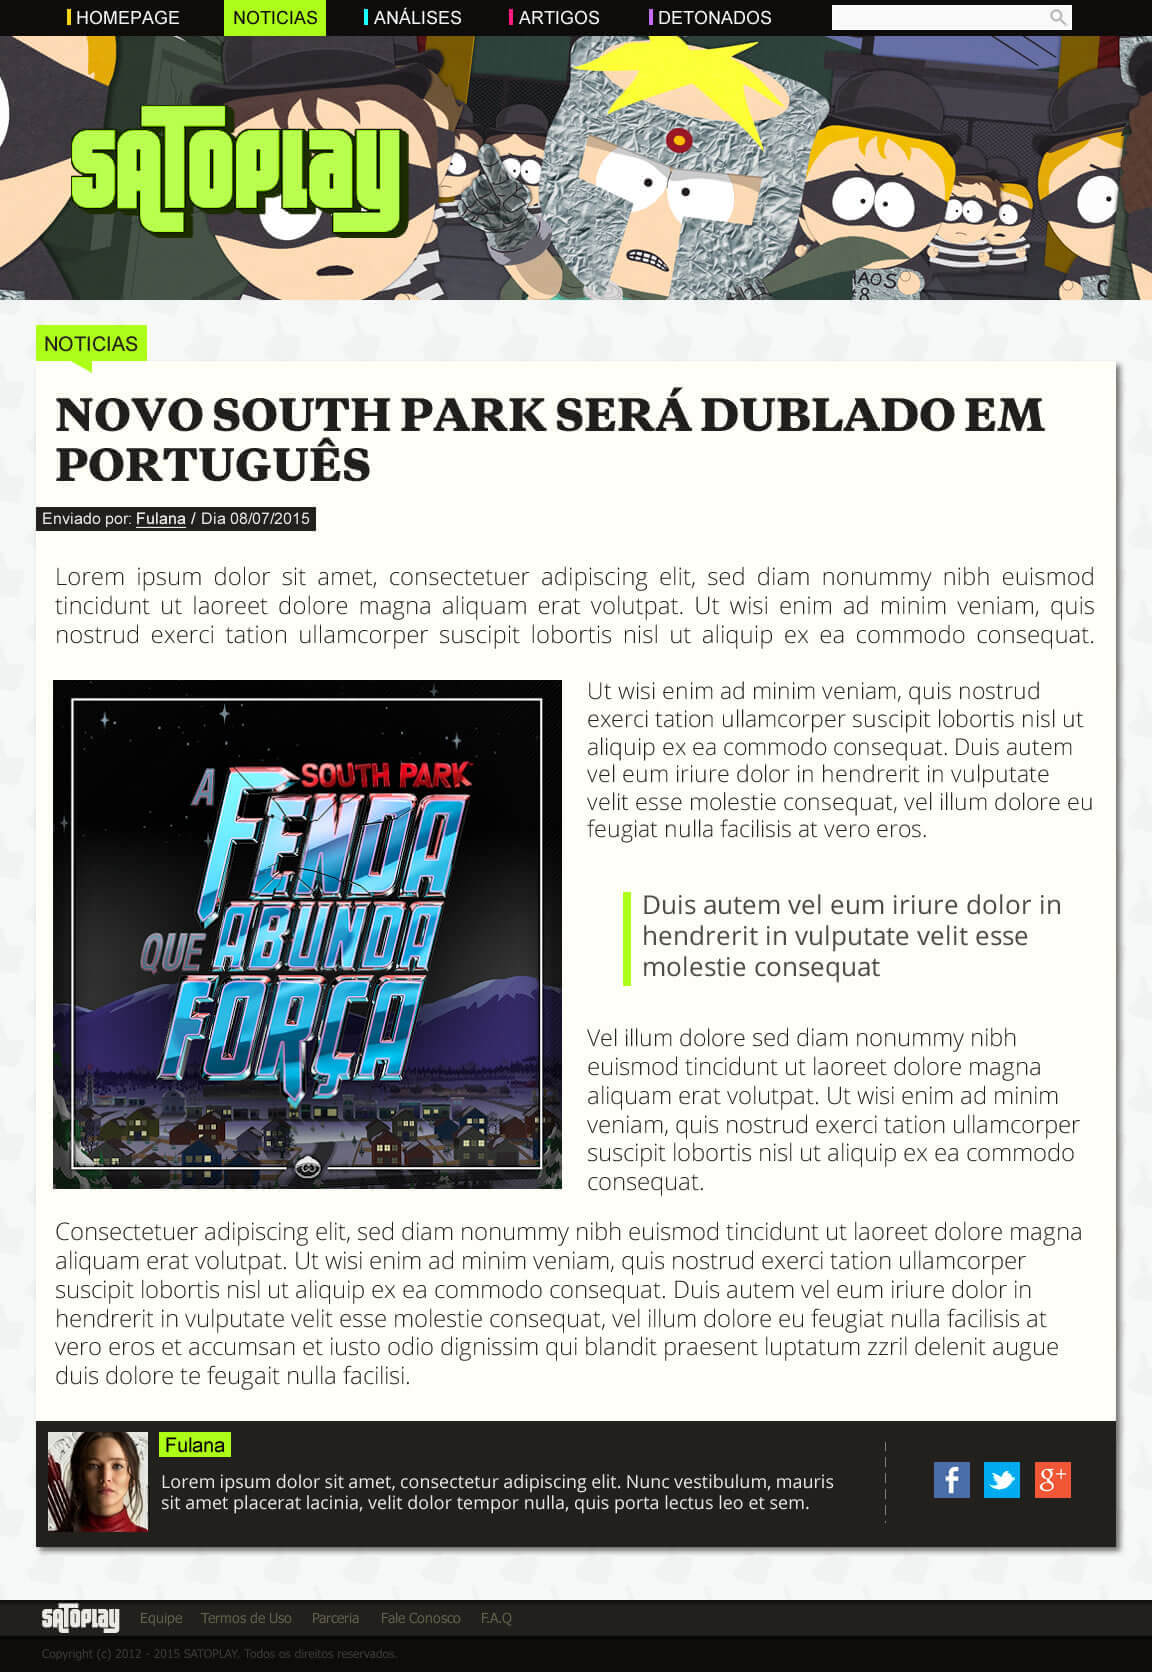 HOMEPAGE NOTICIAS ANÁLISES ARTIGOS DETONADOS
SATOPLAY
NOTICIAS
NOVO SOUTH PARK SERÁ DUBLADO EM
PORTUGUÊS
Enviado por: Fulana / Dia 08/07/2015
Lorem ipsum dolor sit amet, consectetuer adipiscing elit, sed diam nonummy nibh euismod
tincidunt ut laoreet dolore magna aliquam erat volutpat. Ut wisi enim ad minim veniam, quis
nostrud exerci tation ullamcorper suscipit lobortis nisl ut aliquip ex ea commodo consequat.
SOUTH PARK
A FENDA
QUE ABUNDA
FORÇA
Ut wisi enim ad minim veniam, quis nostrud
exerci tation ullamcorper suscipit lobortis nisl ut
aliquip ex ea commodo consequat. Duis autem
vel eum iriure dolor in hendrerit in vulputate
velit esse molestie consequat, vel illum dolore eu
feugiat nulla facilisis at vero eros.
Duis autem vel eum iriure dolor in
hendrerit in vulputate velit esse
molestie consequat
Vel illum dolore sed diam nonummy nibh
euismod tincidunt ut laoreet dolore magna
aliquam erat volutpat. Ut wisi enim ad minim
veniam, quis nostrud exerci tation ullamcorper
suscipit lobortis nisl ut aliquip ex ea commodo
consequat.
Consectetuer adipiscing elit, sed diam nonummy nibh euismod tincidunt ut laoreet dolore magna
aliquam erat volutpat. Ut wisi enim ad minim veniam, quis nostrud exerci tation ullamcorper
suscipit lobortis nisl ut aliquip ex ea commodo consequat. Duis autem vel eum iriure dolor in
hendrerit in vulputate velit esse molestie consequat, vel illum dolore eu feugiat nulla facilisis at
vero eros et accumsan et iusto odio dignissim qui blandit praesent luptatum zzril delenit augue
duis dolore te feugait nulla facilisi.
Fulana
Lorem ipsum dolor sit amet, consectetur adipiscing elit. Nunc vestibulum, mauris
sit amet placerat lacinia, velit dolor tempor nulla, quis porta lectus leo et sem.
f g+
SATOPLAY Equipe Termos de Uso Parceria Fale Conosco F.A.Q
Copyright (c) 2012 - 2015 SATOPLAY. Todos os direitos reservados.